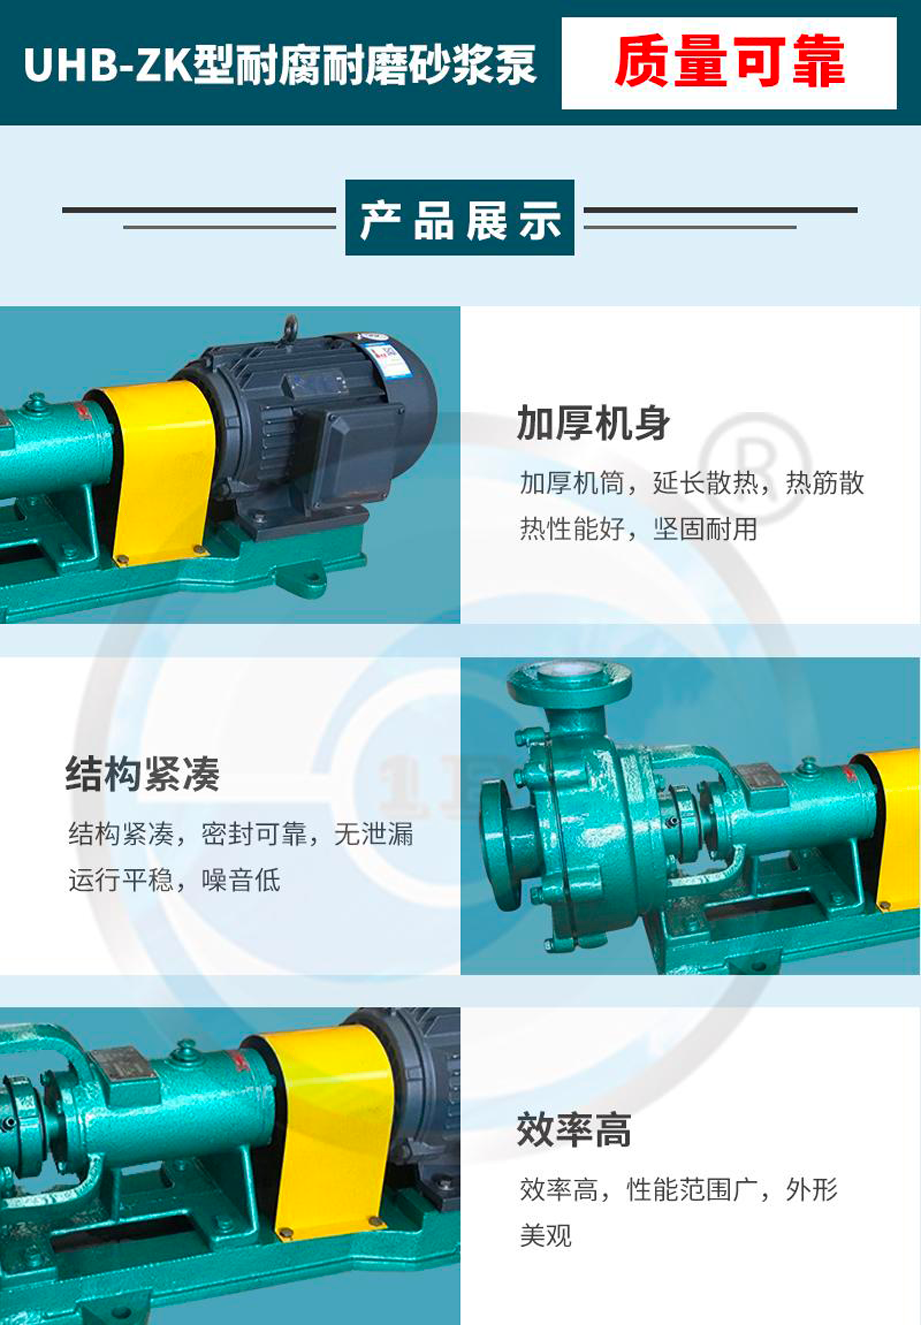 UHB-ZK型耐腐耐磨砂浆泵
质量可靠
产品展示
加厚机身
加厚机筒，延长散热，热筋散
热性能好，坚固耐用
结构紧凑
结构紧凑，密封可靠，无泄漏
运行平稳，噪音低
效率高
效率高，性能范围广，外形
美观
®